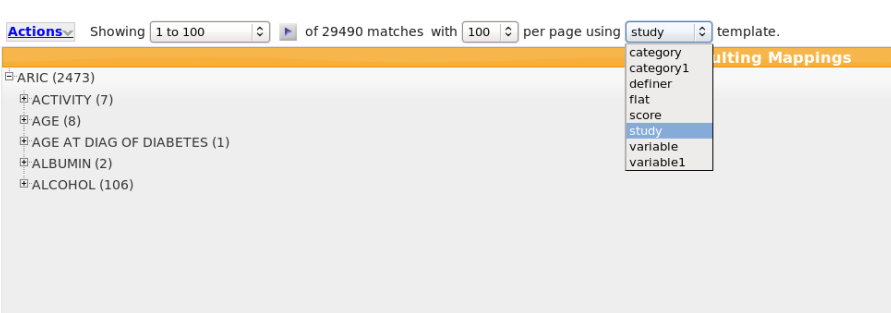 Actions Showing 1 to 100 of 29490 matches with 100 per page using study template.
category
ulting Mappings
category1
definer
flat
score
study
variable
variable1
ARIC (2473)
ACTIVITY (7)
AGE (8)
AGE AT DIAG OF DIABETES (1)
ALBUMIN (2)
ALCOHOL (106)